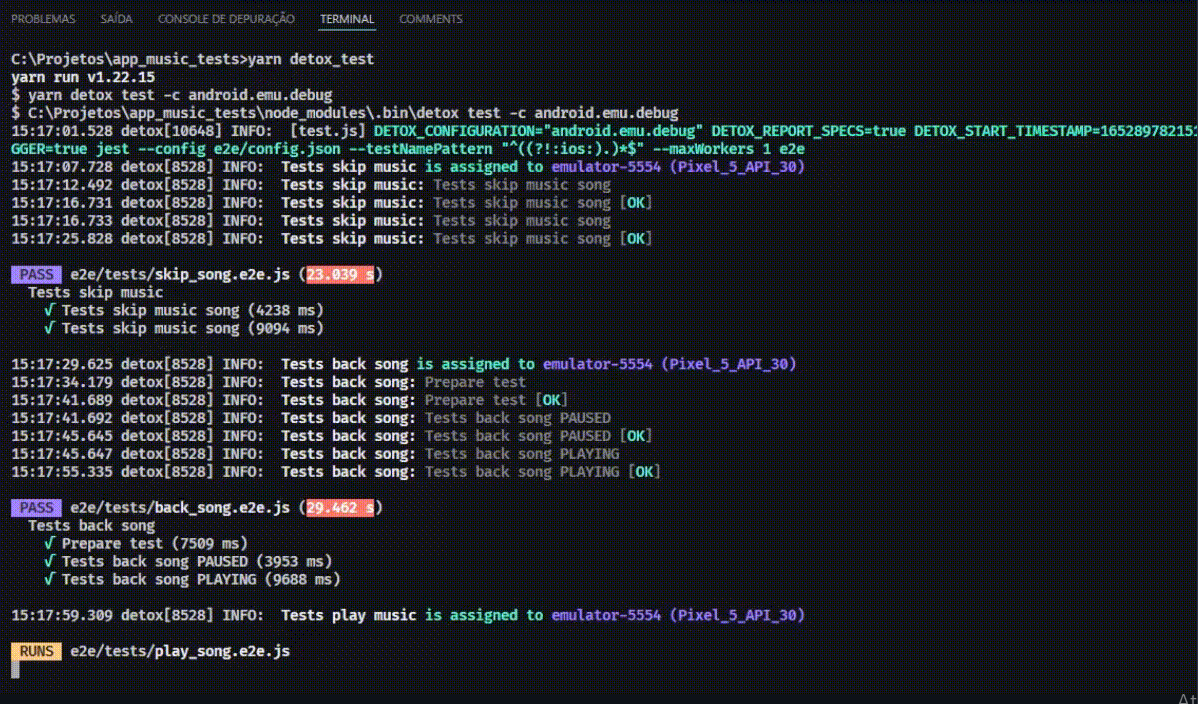 PROBLEMAS SAÍDA CONSOLE DE DEPURAÇÃO TERMINAL COMMENTS
C:\Projetos\app_music_tests>yarn detox_test
yarn run v1.22.15
$ yarn detox test -c android.emu.debug
$ C:\Projetos\app_music_tests\node_modules\.bin\detox test -c android.emu.debug
15:17:01.528 detox[10648] INFO:  [test.js] DETOX_CONFIGURATION="android.emu.debug" DETOX_REPORT_SPECS=true DETOX_START_TIMESTAMP=165289782151
GGER=true jest --config e2e/config.json --testNamePattern "^((?!:ios:).)*$" --maxWorkers 1 e2e
15:17:07.728 detox[8528] INFO:  Tests skip music is assigned to emulator-5554 (Pixel_5_API_30)
15:17:12.492 detox[8528] INFO:  Tests skip music: Tests skip music song
15:17:16.731 detox[8528] INFO:  Tests skip music: Tests skip music song [OK]
15:17:16.733 detox[8528] INFO:  Tests skip music: Tests skip music song
15:17:25.828 detox[8528] INFO:  Tests skip music: Tests skip music song [OK]
PASS e2e/tests/skip_song.e2e.js (23.039 s)
Tests skip music
√ Tests skip music song (4238 ms)
√ Tests skip music song (9094 ms)
15:17:29.625 detox[8528] INFO:  Tests back song is assigned to emulator-5554 (Pixel_5_API_30)
15:17:34.179 detox[8528] INFO:  Tests back song: Prepare test
15:17:41.689 detox[8528] INFO:  Tests back song: Prepare test [OK]
15:17:41.692 detox[8528] INFO:  Tests back song: Tests back song PAUSED
15:17:45.645 detox[8528] INFO:  Tests back song: Tests back song PAUSED [OK]
15:17:45.647 detox[8528] INFO:  Tests back song: Tests back song PLAYING
15:17:55.335 detox[8528] INFO:  Tests back song: Tests back song PLAYING [OK]
PASS e2e/tests/back_song.e2e.js (29.462 s)
Tests back song
√ Prepare test (7509 ms)
√ Tests back song PAUSED (3953 ms)
√ Tests back song PLAYING (9688 ms)
15:17:59.309 detox[8528] INFO:  Tests play music is assigned to emulator-5554 (Pixel_5_API_30)
RUNS e2e/tests/play_song.e2e.js